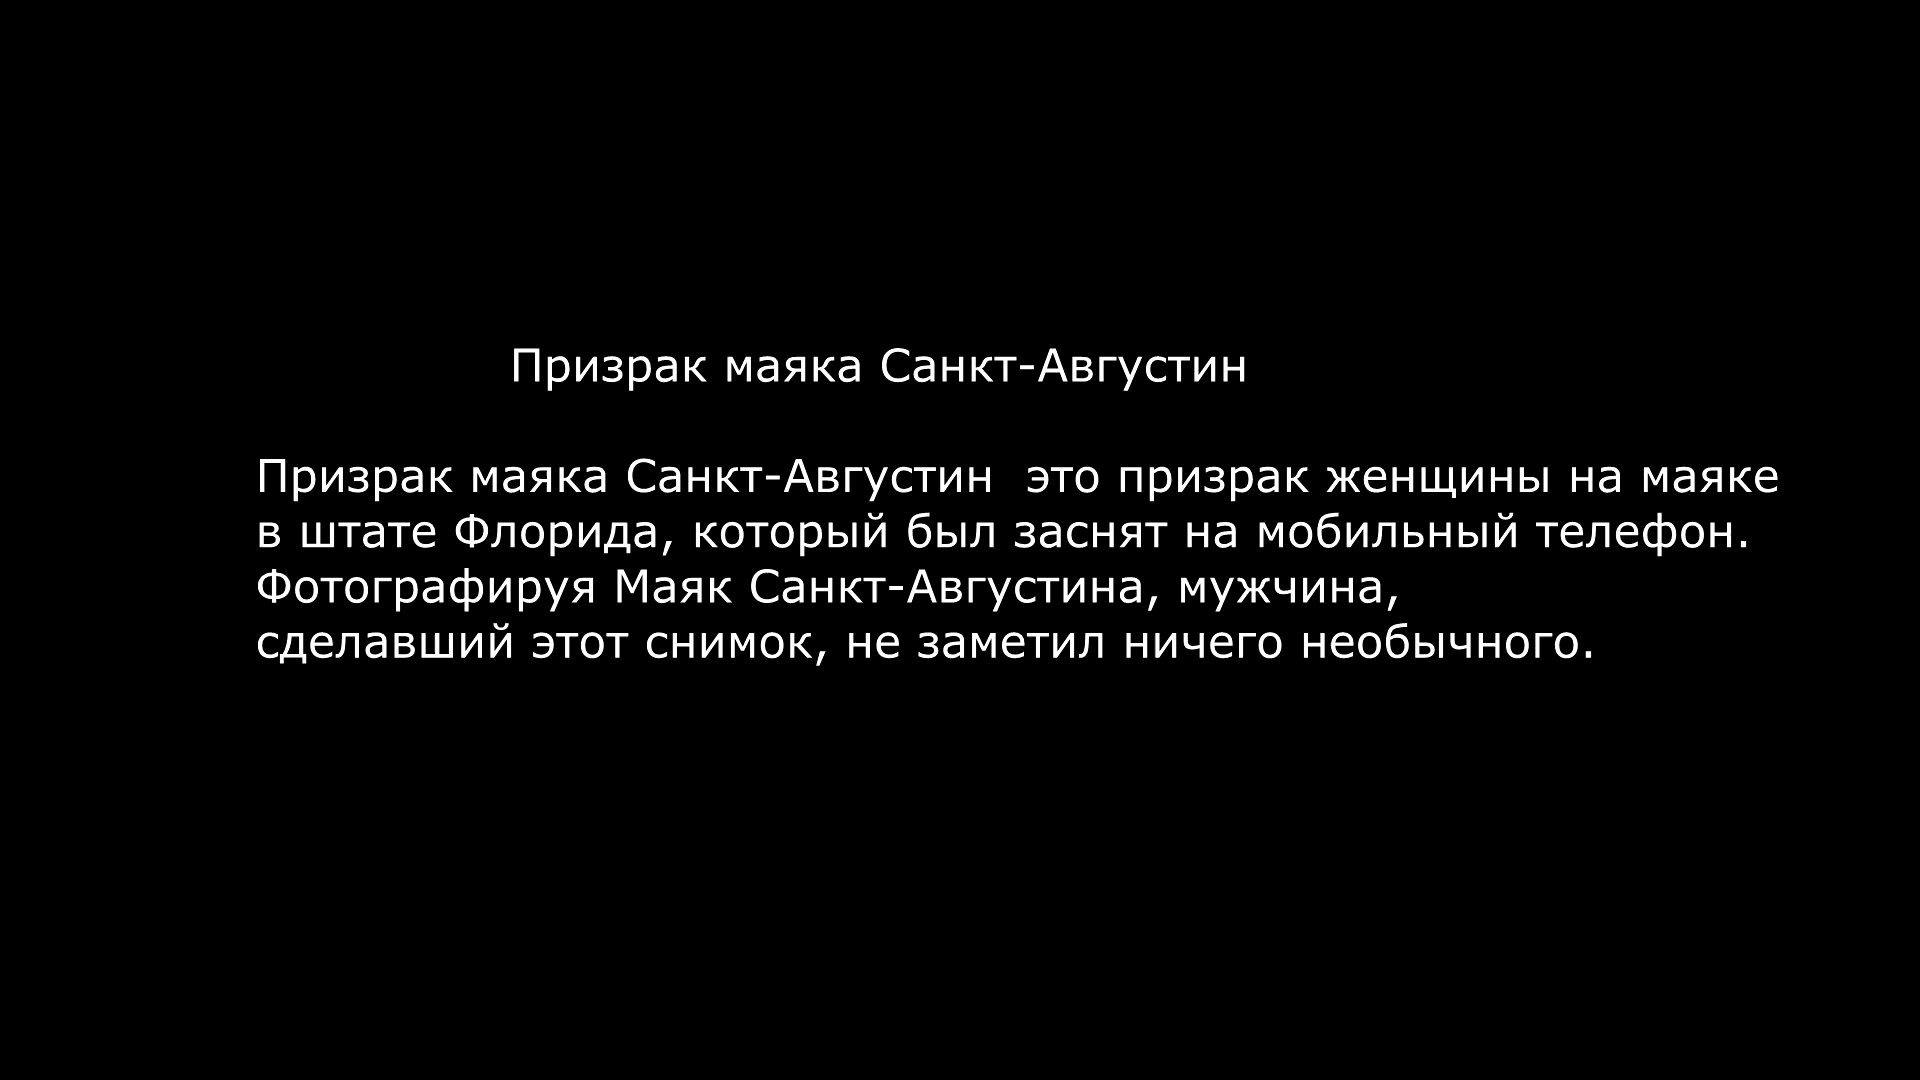 Призрак маяка Санкт-Августин
Призрак маяка Санкт-Августин  это призрак женщины на маяке
в штате Флорида, который был заснят на мобильный телефон.
Фотографируя Маяк Санкт-Августина, мужчина,
сделавший этот снимок, не заметил ничего необычного.